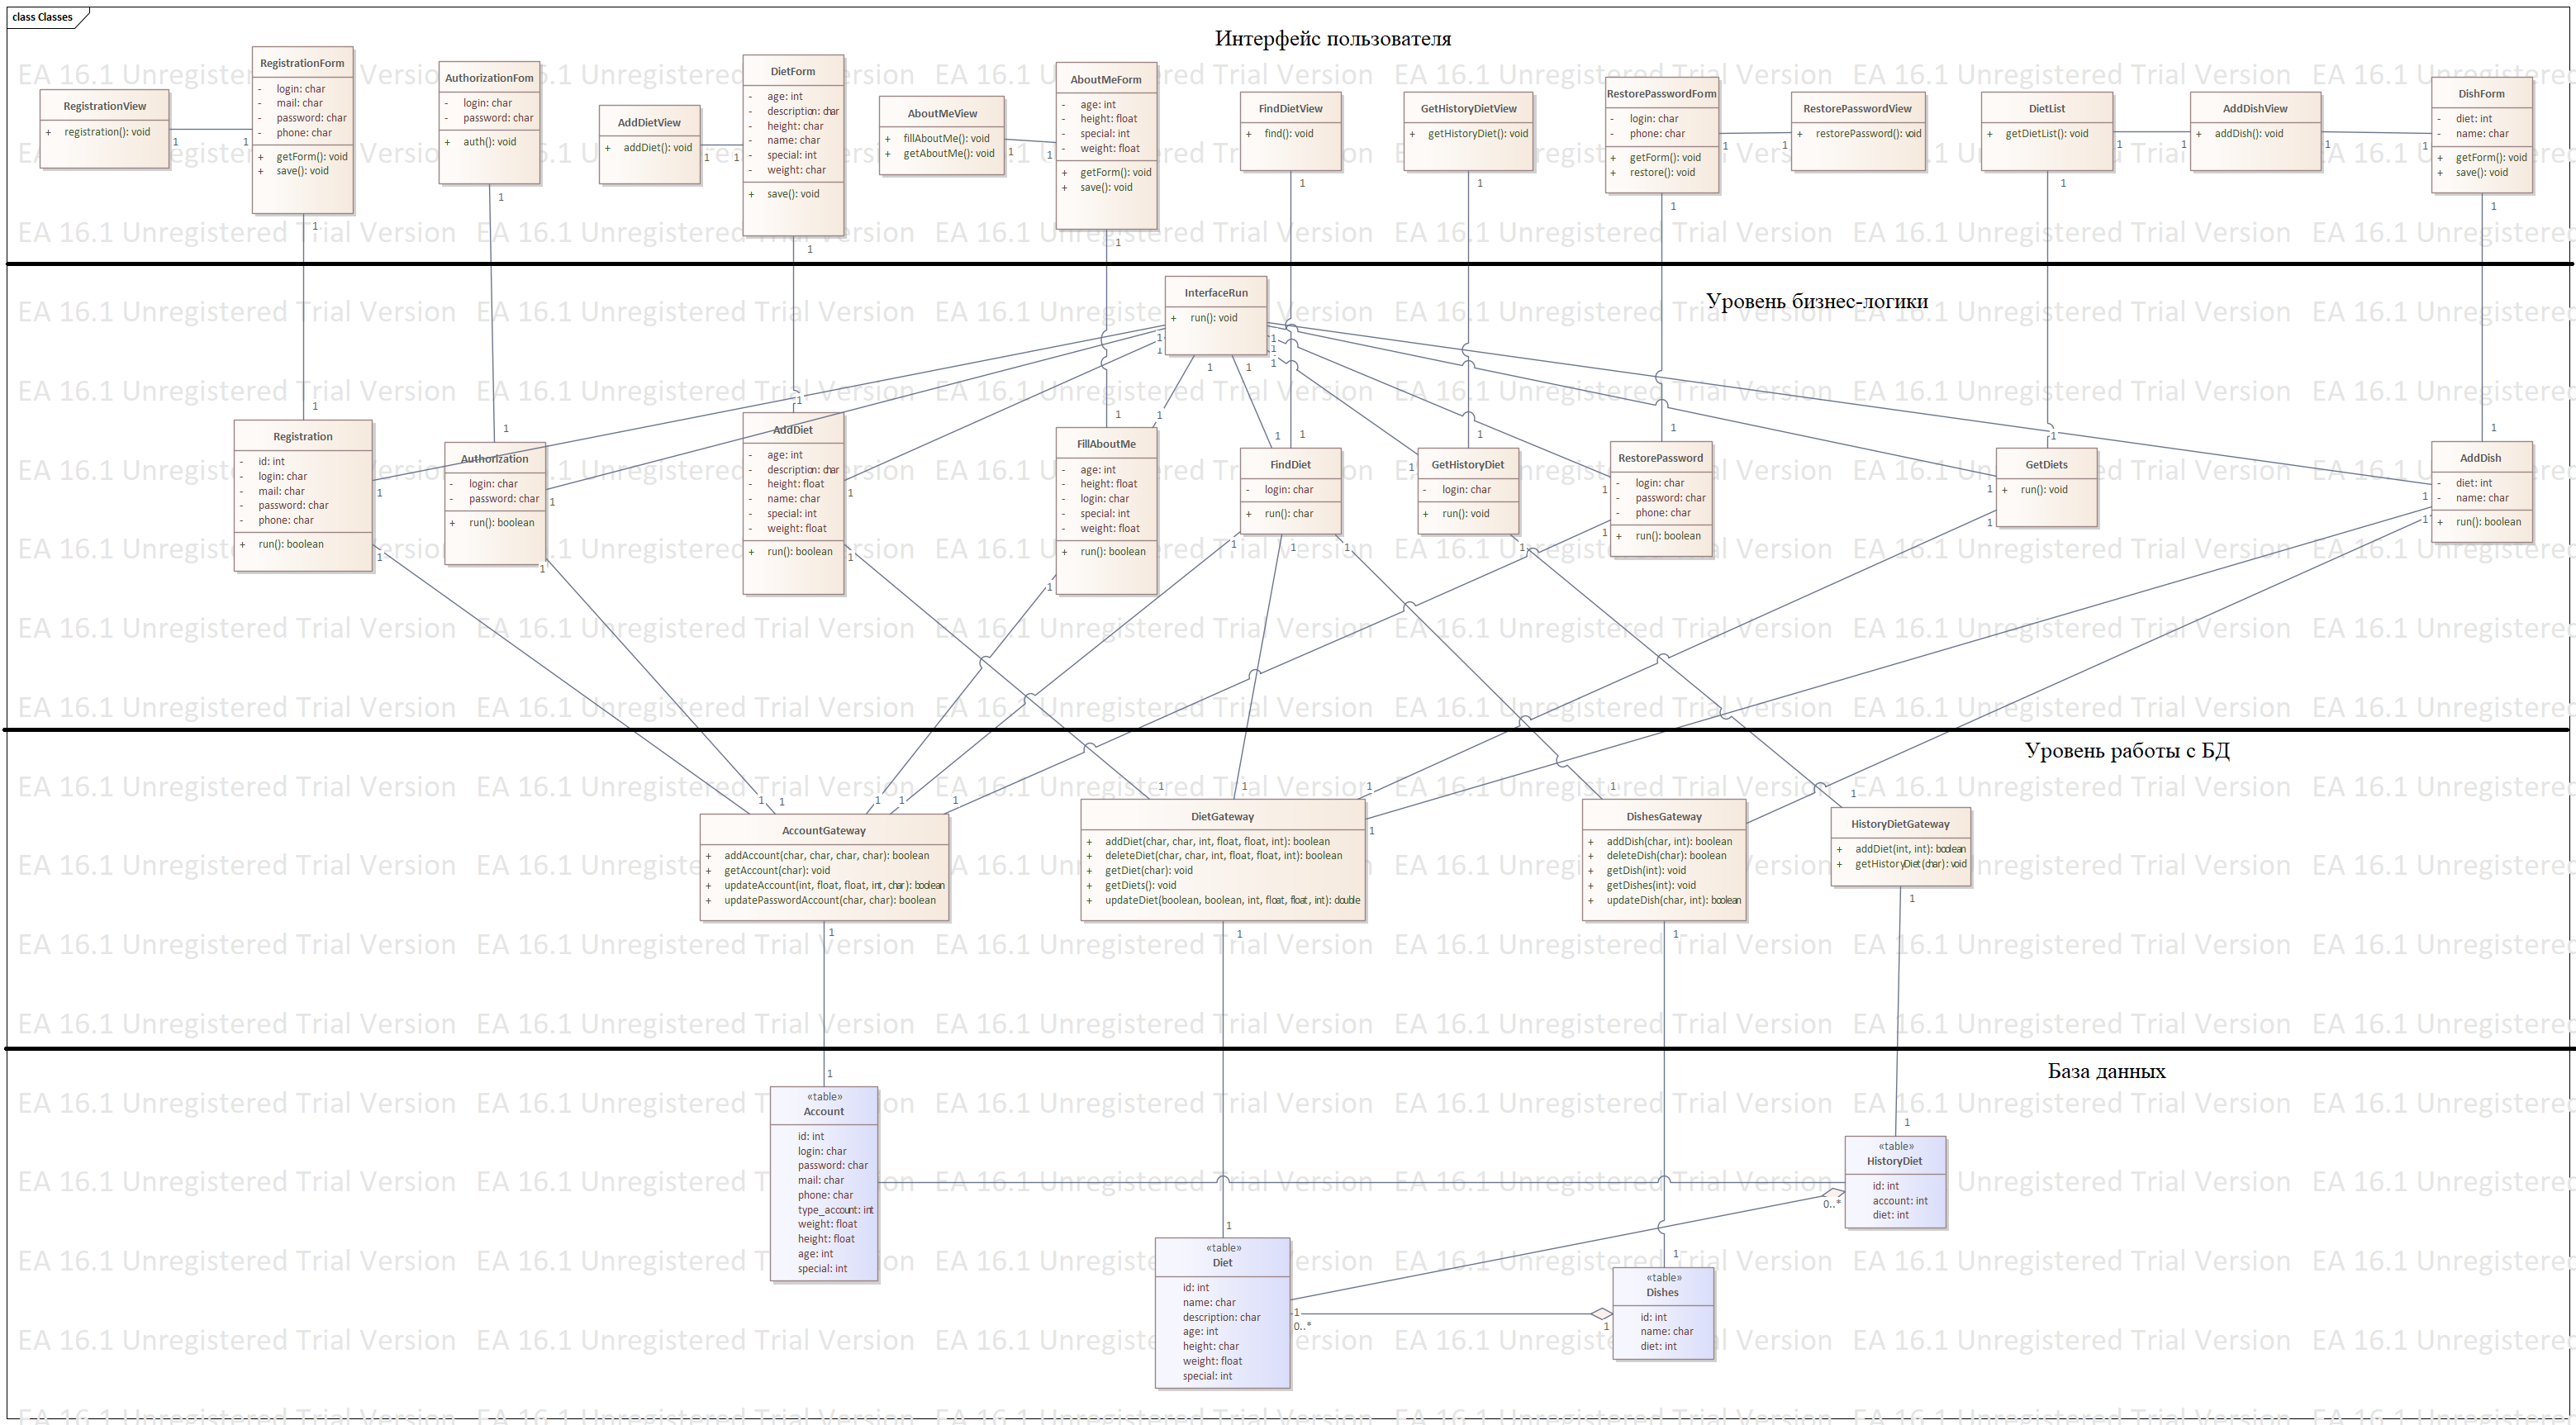 class Classes
Интерфейс пользователя
RegistrationView
+ registration(): void
RegistrationForm
- login: char
- mail: char
- password: char
- phone: char
+ getForm(): void
+ save(): void
AuthorizationFom
- login: char
- password: char
+ auth(): void
AddDietView
+ addDiet(): void
DietForm
- age: int
- description: char
- height: char
- name: char
- special: int
- weight: char
+ save(): void
AboutMeView
+ fillAboutMe(): void
+ getAboutMe(): void
AboutMeForm
- age: int
- height: float
- special: int
- weight: float
+ getForm(): void
+ save(): void
FindDietView
+ find(): void
GetHistoryDietView
+ getHistoryDiet(): void
RestorePasswordForm
- login: char
- phone: char
+ getForm(): void
+ restore(): void
RestorePasswordView
+ restorePassword(): void
DietList
+ getDietList(): void
AddDishView
+ addDish(): void
DishForm
- diet: int
- name: char
+ getForm(): void
+ save(): void
Уровень бизнес-логики
InterfaceRun
+ run(): void
Registration
- id: int
- login: char
- mail: char
- password: char
- phone: char
+ run(): boolean
Authorization
- login: char
- password: char
+ run(): boolean
AddDiet
- age: int
- description: char
- height: float
- name: char
- special: int
- weight: float
+ run(): boolean
FillAboutMe
- age: int
- height: float
- login: char
- special: int
- weight: float
+ run(): boolean
FindDiet
- login: char
+ run(): char
GetHistoryDiet
- login: char
+ run(): void
RestorePassword
- login: char
- password: char
- phone: char
+ run(): boolean
GetDiets
+ run(): void
AddDish
- diet: int
- name: char
+ run(): boolean
Уровень работы с БД
AccountGateway
+ addAccount(char, char, char, char): boolean
+ getAccount(char): void
+ updateAccount(int, float, float, int, char): boolean
+ updatePasswordAccount(char, char): boolean
DietGateway
+ addDiet(char, char, int, float, float, int): boolean
+ deleteDiet(char, char, int, float, float, int): boolean
+ getDiet(char): void
+ getDiets(): void
+ updateDiet(boolean, boolean, int, float, float, int): double
DishesGateway
+ addDish(char, int): boolean
+ deleteDish(char): boolean
+ getDish(int): void
+ getDishes(int): void
+ updateDish(char, int): boolean
HistoryDietGateway
+ addDiet(int, int): boolean
+ getHistoryDiet(char): void
База данных
«table»
Account
id: int
login: char
password: char
mail: char
phone: char
type_account: int
weight: float
height: float
age: int
special: int
«table»
Diet
id: int
name: char
description: char
age: int
height: char
weight: float
special: int
1
0..*
1
«table»
Dishes
id: int
name: char
diet: int
«table»
HistoryDiet
id: int
account: int
diet: int
0..*
EA 16.1 Unregistered Trial Version